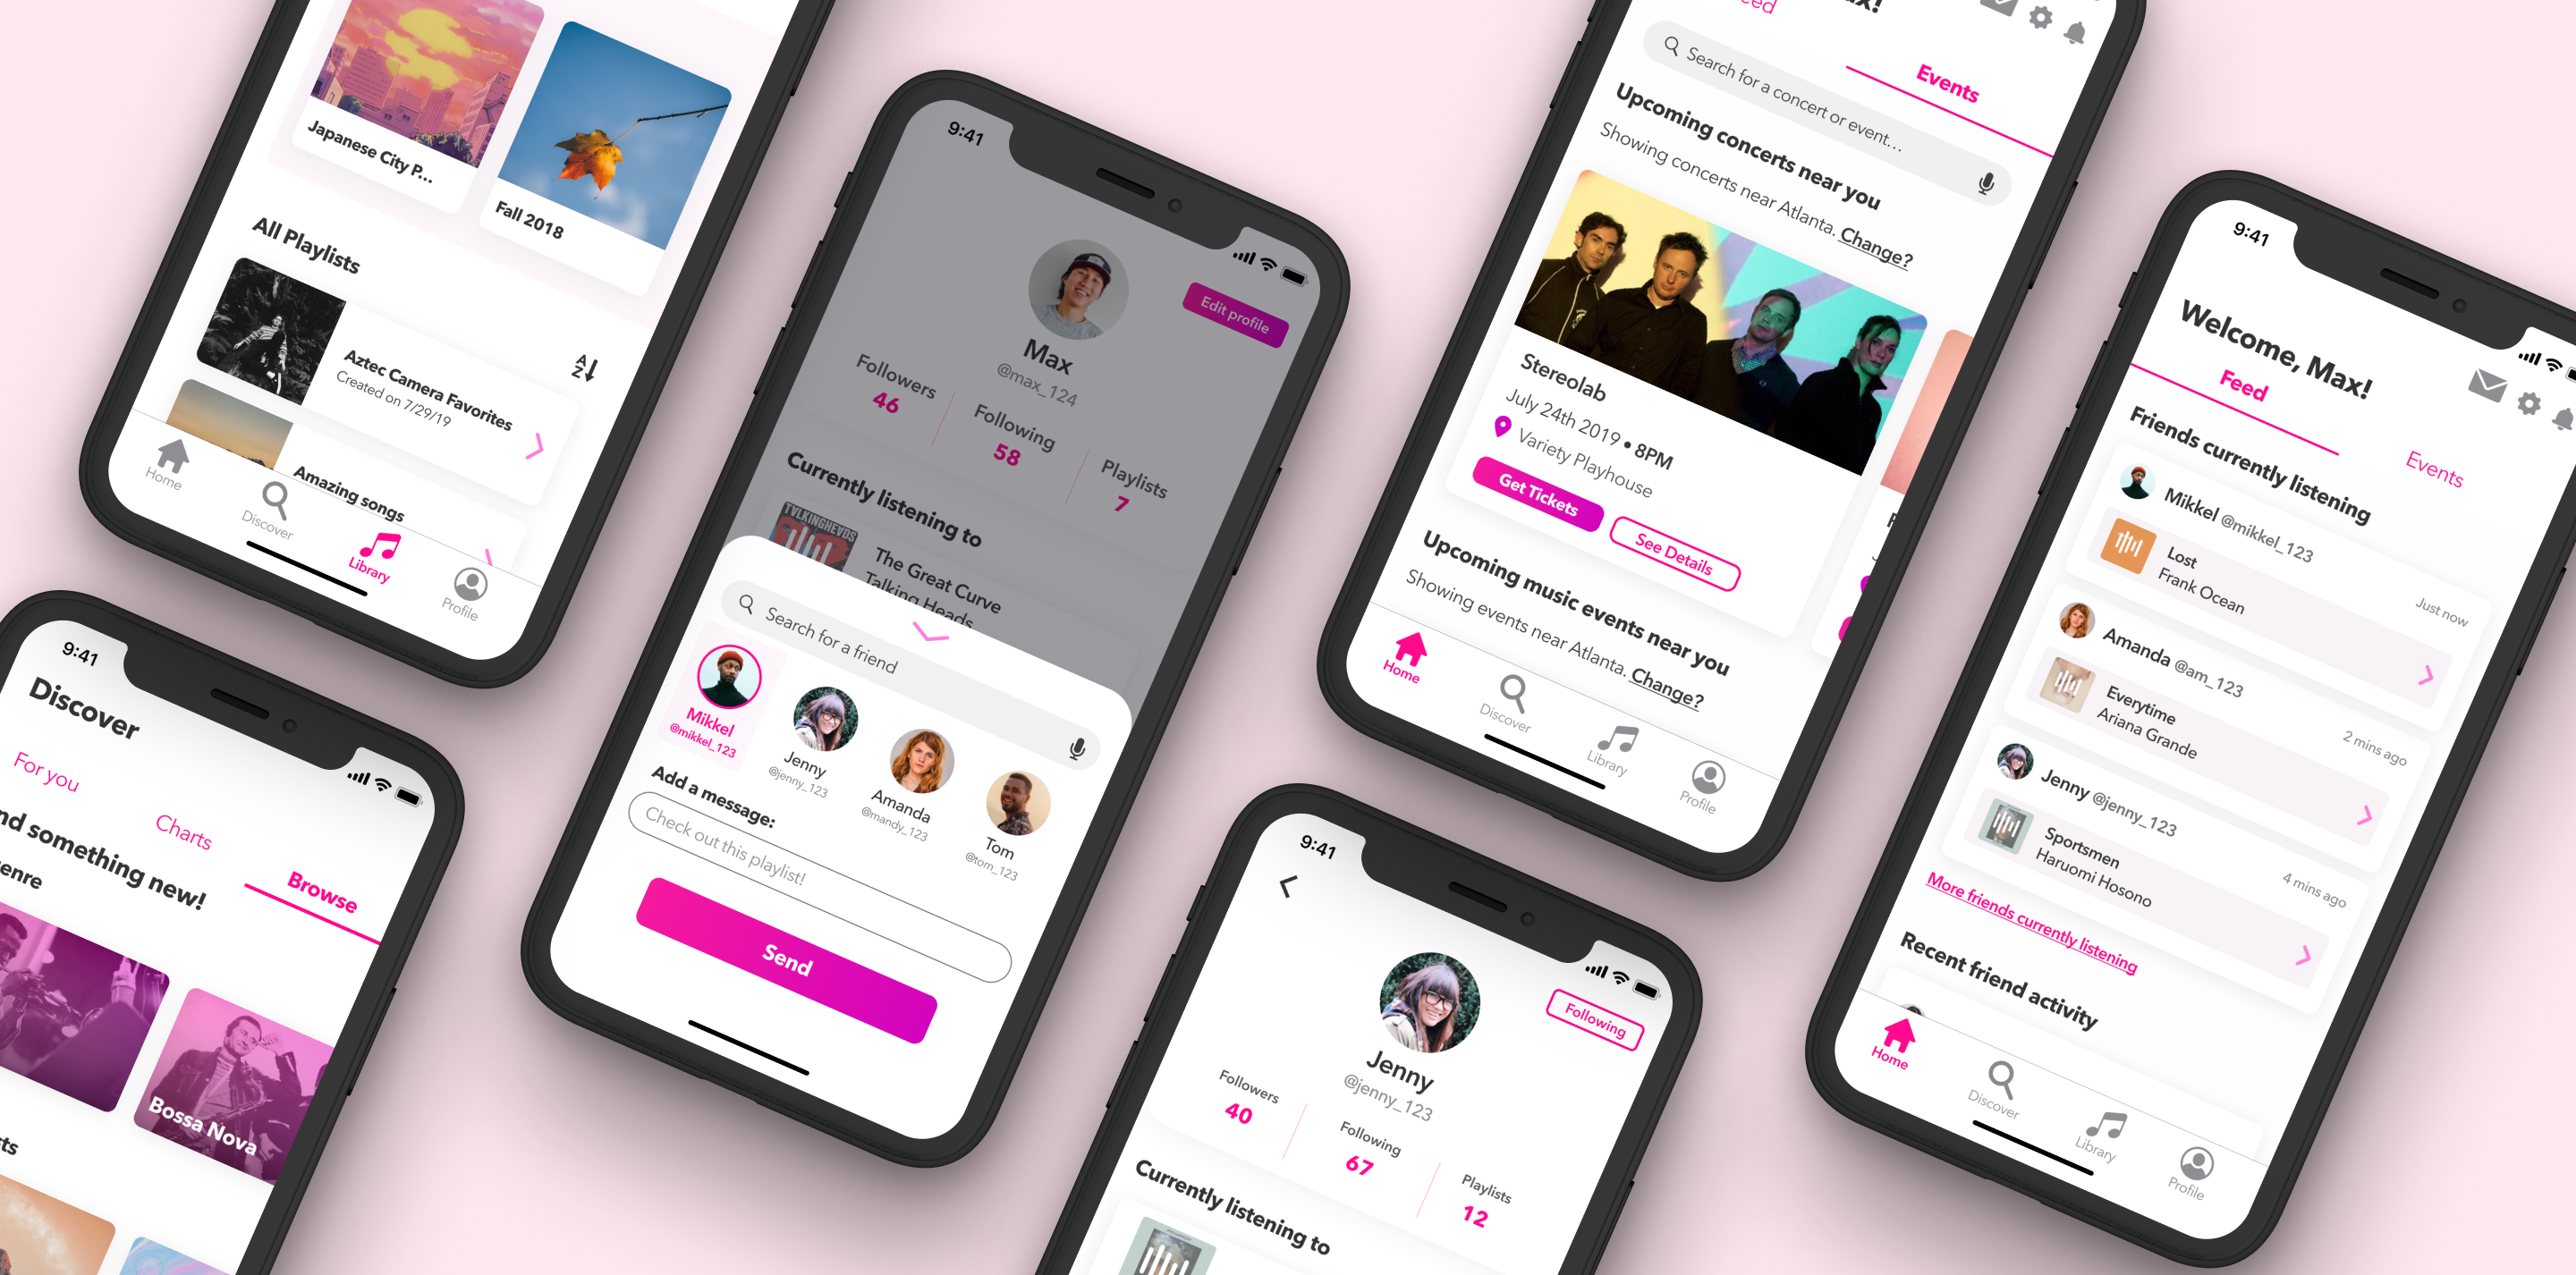 Japanese City P...
Fall 2018
All Playlists
Aztec Camera Favorites
Created on 7/29/19
Amazing songs
Home
Discover
Library
Profile
9:41
Discover
For you
Charts
Browse
nd something new!
enre
Bossa Nova
sts
9:41
Edit profile
Max
@max_124
Followers
46
Following
58
Playlists
7
Currently listening to
TALKING HEADS
The Great Curve
Talking Heads
Search for a friend
Mikkel
@mikkel_123
Jenny
@jenny_123
Amanda
@mandy_123
Tom
@tom_123
Add a message:
Check out this playlist!
Send
eed
Max!
Events
Search for a concert or event...
Upcoming concerts near you
Showing concerts near Atlanta. Change?
Stereolab
July 24th 2019 • 8PM
Variety Playhouse
Get Tickets
See Details
Upcoming music events near you
Showing events near Atlanta. Change?
Home
Discover
Library
Profile
9:41
Following
Jenny
@jenny_123
Followers
40
Following
67
Playlists
12
Currently listening to
9:41
Welcome, Max!
Feed
Events
Friends currently listening
Mikkel @mikkel_123
Just now
Lost
Frank Ocean
Amanda @am_123
2 mins ago
Everytime
Ariana Grande
Jenny @jenny_123
4 mins ago
Sportsmen
Haruomi Hosono
More friends currently listening
Recent friend activity
Home
Discover
Library
Profile